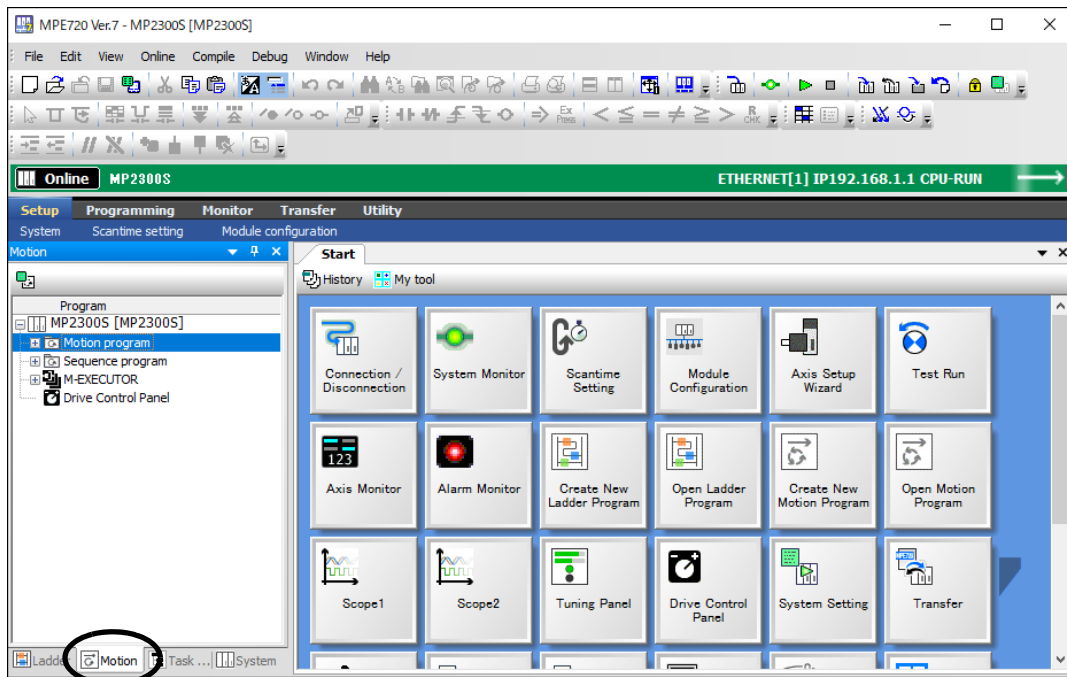 MPE720 Ver.7 - MP2300S [MP2300S]
File Edit View Online Compile Debug Window Help
Ex Press
R CHK
Online MP2300S ETHERNET[1] IP192.168.1.1 CPU-RUN
Setup Programming Monitor Transfer Utility
System Scantime setting Module configuration
Motion
Start
History My tool
Program
MP2300S [MP2300S]
Motion program
Sequence program
M-EXECUTOR
Drive Control Panel
Connection / Disconnection
System Monitor
Scantime Setting
Module Configuration
Axis Setup Wizard
Test Run
123
Axis Monitor
Alarm Monitor
Create New Ladder Program
Open Ladder Program
Create New Motion Program
Open Motion Program
Scope1
Scope2
Tuning Panel
Drive Control Panel
System Setting
Transfer
Ladder Motion Task ... System